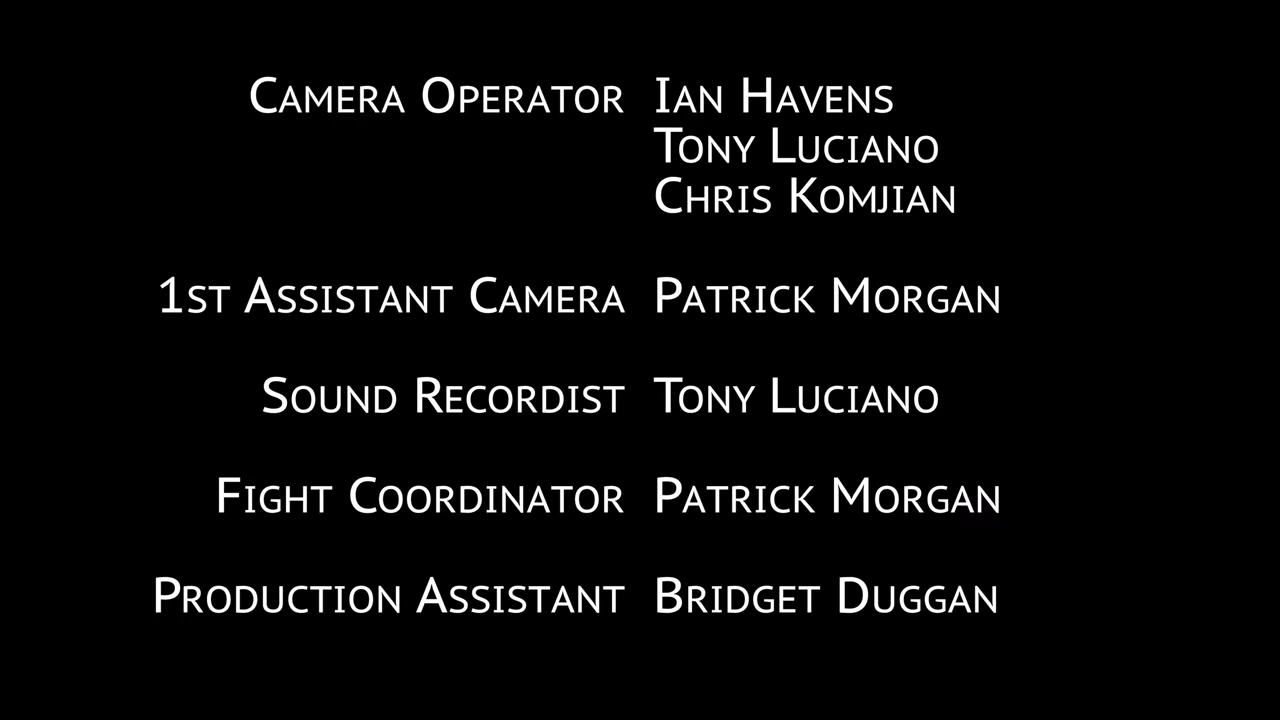 Camera Operator Ian Havens
Tony Luciano
Chris Komjian
1st Assistant Camera Patrick Morgan
Sound Recordist Tony Luciano
Fight Coordinator Patrick Morgan
Production Assistant Bridget Duggan